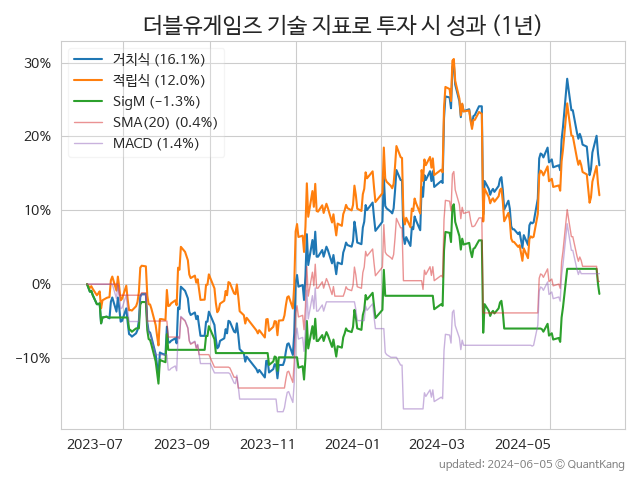 더블유게임즈 기술 지표로 투자 시 성과 (1년)
거치식 (16.1%)
적립식 (12.0%)
SigM (−1.3%)
SMA(20) (0.4%)
MACD (1.4%)
30%
20%
10%
0%
−10%
2023-07 2023-09 2023-11 2024-01 2024-03 2024-05
updated: 2024-06-05 © QuantKang